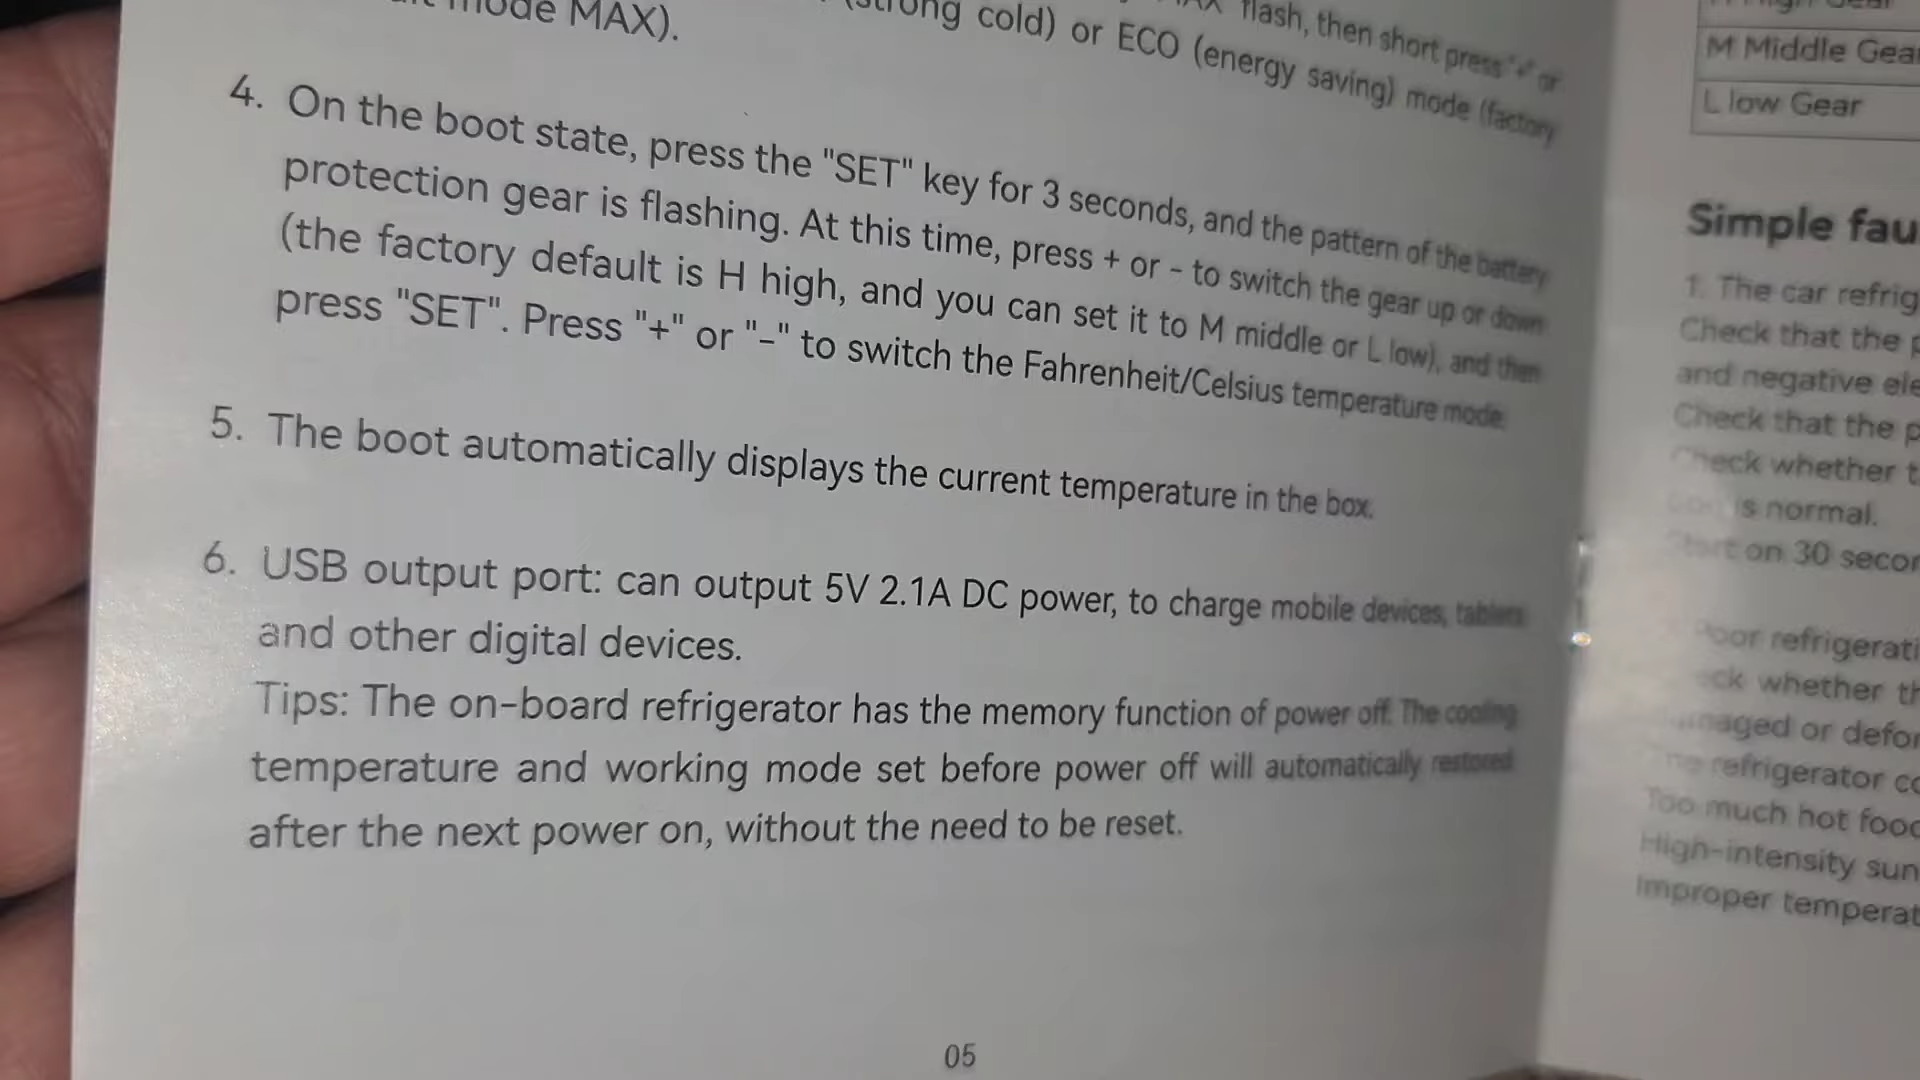 mode MAX).
(strong cold) or ECO (energy saving) mode (factory
flash, then short press "+" or
4. On the boot state, press the "SET" key for 3 seconds, and the pattern of the battery
protection gear is flashing. At this time, press + or - to switch the gear up or down
(the factory default is H high, and you can set it to M middle or L low), and then
press "SET". Press "+" or "-" to switch the Fahrenheit/Celsius temperature mode.
5. The boot automatically displays the current temperature in the box.
6. USB output port: can output 5V 2.1A DC power, to charge mobile devices, tablets
and other digital devices.
Tips: The on-board refrigerator has the memory function of power off. The cooling
temperature and working mode set before power off will automatically restored
after the next power on, without the need to be reset.
05
M Middle Gear
L low Gear
Simple fau
1. The car refrig
Check that the p
and negative ele
Check that the p
Check whether t
is normal.
on 30 secon
Poor refrigerati
whether th
or defor
refrigerator co
Too much hot food
High-intensity sun
Improper temperat